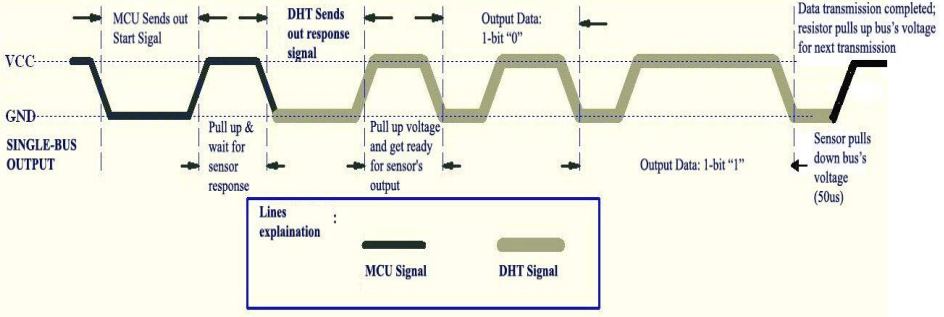 MCU Sends out
Start Sigal
DHT Sends
out response
signal
Output Data:
1-bit “0”
Data transmission completed;
resistor pulls up bus’s voltage
for next transmission
VCC
GND
SINGLE-BUS
OUTPUT
Pull up &
wait for
sensor
response
Pull up voltage
and get ready
for sensor's
output
Output Data: 1-bit “1”
Sensor pulls
down bus’s
voltage
(50us)
Lines :
explaination
MCU Signal
DHT Signal